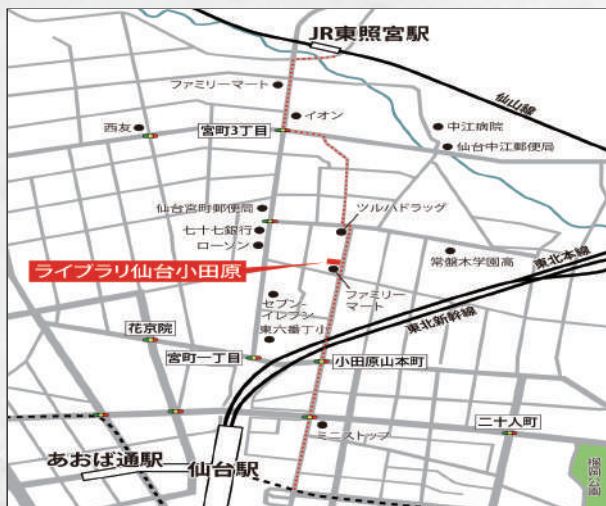 JR東照宮駅
仙山線
ファミリーマート
イオン
西友
宮町3丁目
中江病院
仙台中江郵便局
仙台宮町郵便局
ツルハドラッグ
七十七銀行
ローソン
常盤木学園高
東北本線
ライブラリ仙台小田原
ファミリー
マート
セブン-
イレブン
東北新幹線
花京院
東六番丁小
宮町一丁目
小田原山本町
二十人町
ミニストップ
あおば通駅
仙台駅
榴岡公園